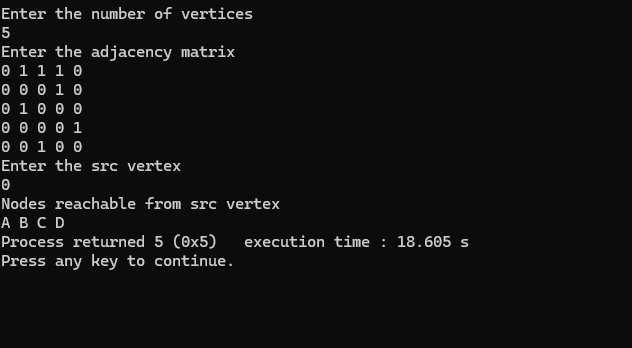 Enter the number of vertices
5
Enter the adjacency matrix
0 1 1 1 0
0 0 0 1 0
0 1 0 0 0
0 0 0 0 1
0 0 1 0 0
Enter the src vertex
0
Nodes reachable from src vertex
A B C D
Process returned 5 (0x5)   execution time : 18.605 s
Press any key to continue.